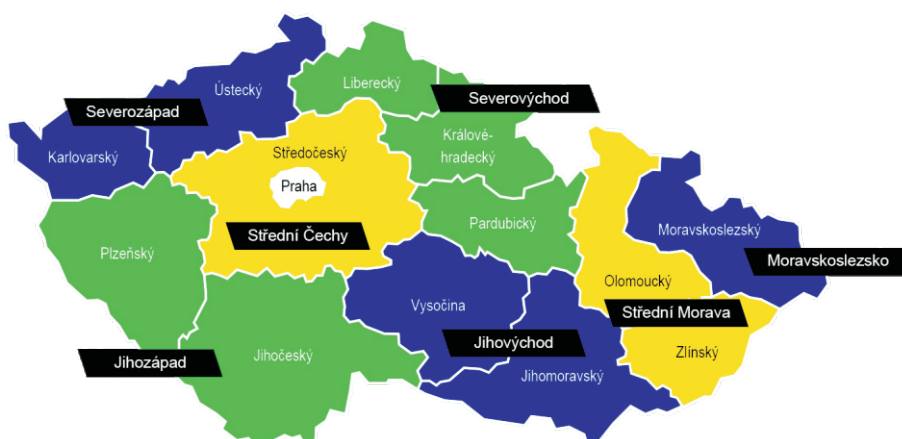 Liberecký
Ústecký
Severovýchod
Severozápad
Králové-
hradecký
Středočeský
Karlovarský
Praha
Pardubický
Moravskoslezský
Střední Čechy
Plzeňský
Moravskoslezsko
Olomoucký
Vysočina
Střední Morava
Jihovýchod
Zlínský
Jihočeský
Jihozápad
Jihomoravský